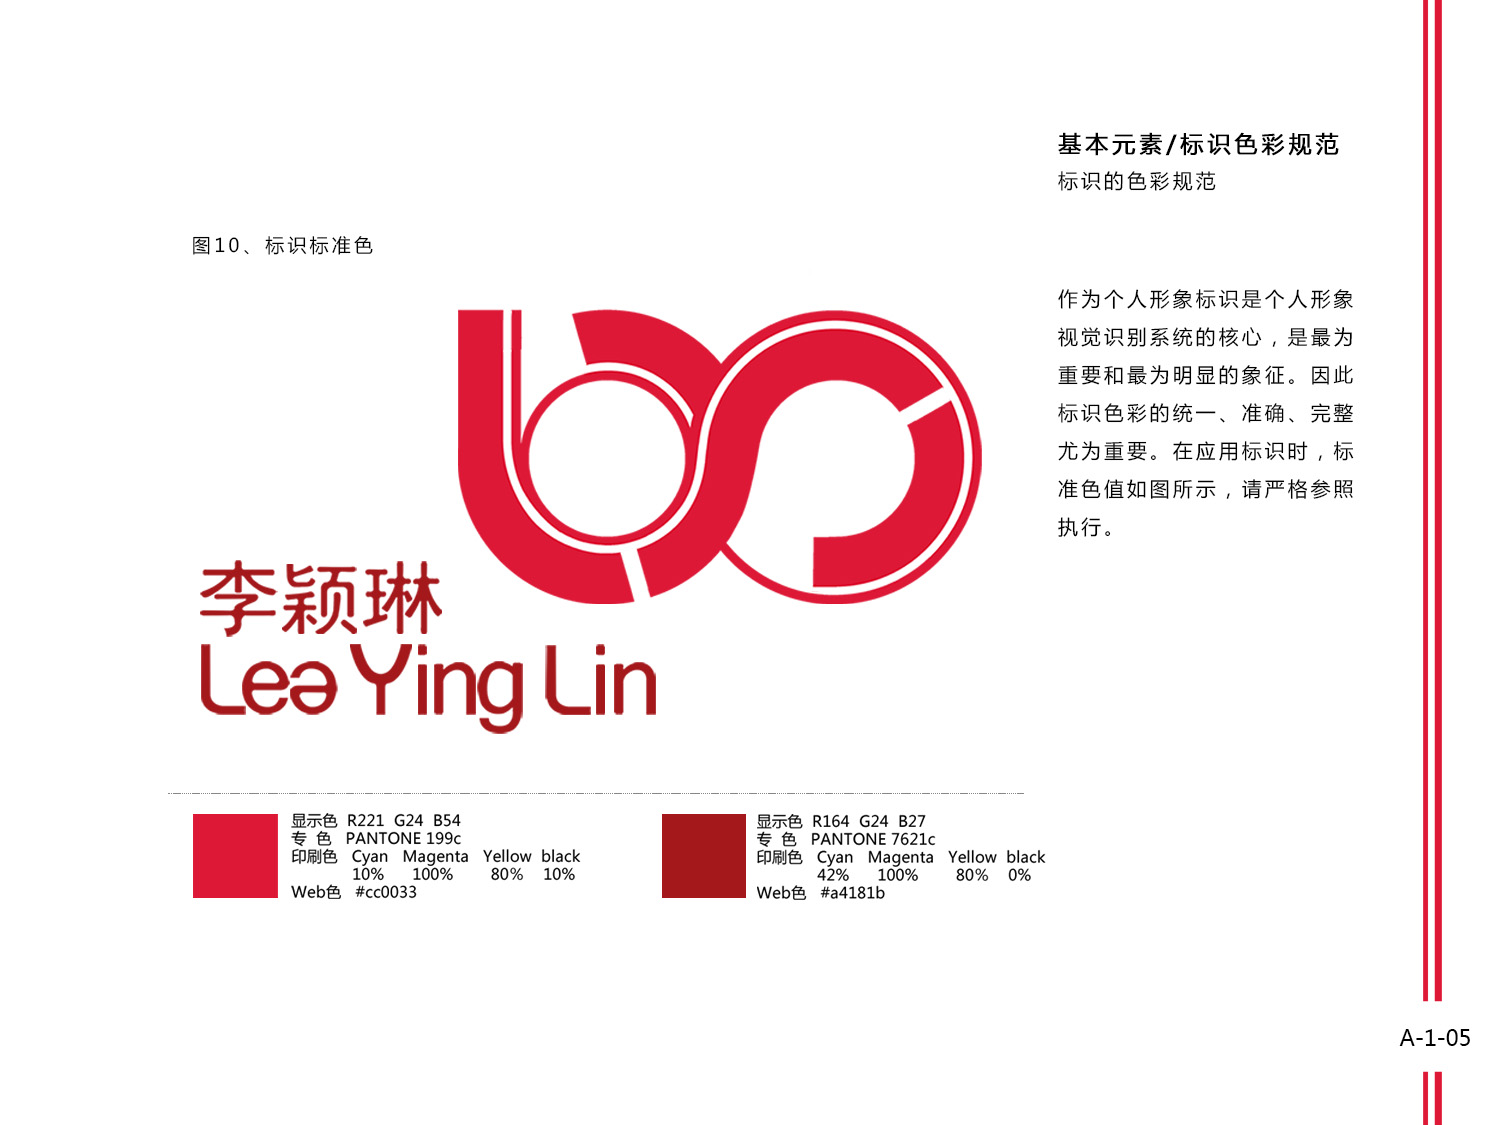 基本元素/标识色彩规范
标识的色彩规范
图10、标识标准色
作为个人形象标识是个人形象
视觉识别系统的核心，是最为
重要和最为明显的象征。因此
标识色彩的统一、准确、完整
尤为重要。在应用标识时，标
准色值如图所示，请严格参照
执行。
李颖琳
Lea Ying Lin
显示色 R221 G24 B54
专 色 PANTONE 199c
印刷色 Cyan Magenta Yellow black
10% 100% 80% 10%
Web色 #cc0033
显示色 R164 G24 B27
专 色 PANTONE 7621c
印刷色 Cyan Magenta Yellow black
42% 100% 80% 0%
Web色 #a4181b
A-1-05